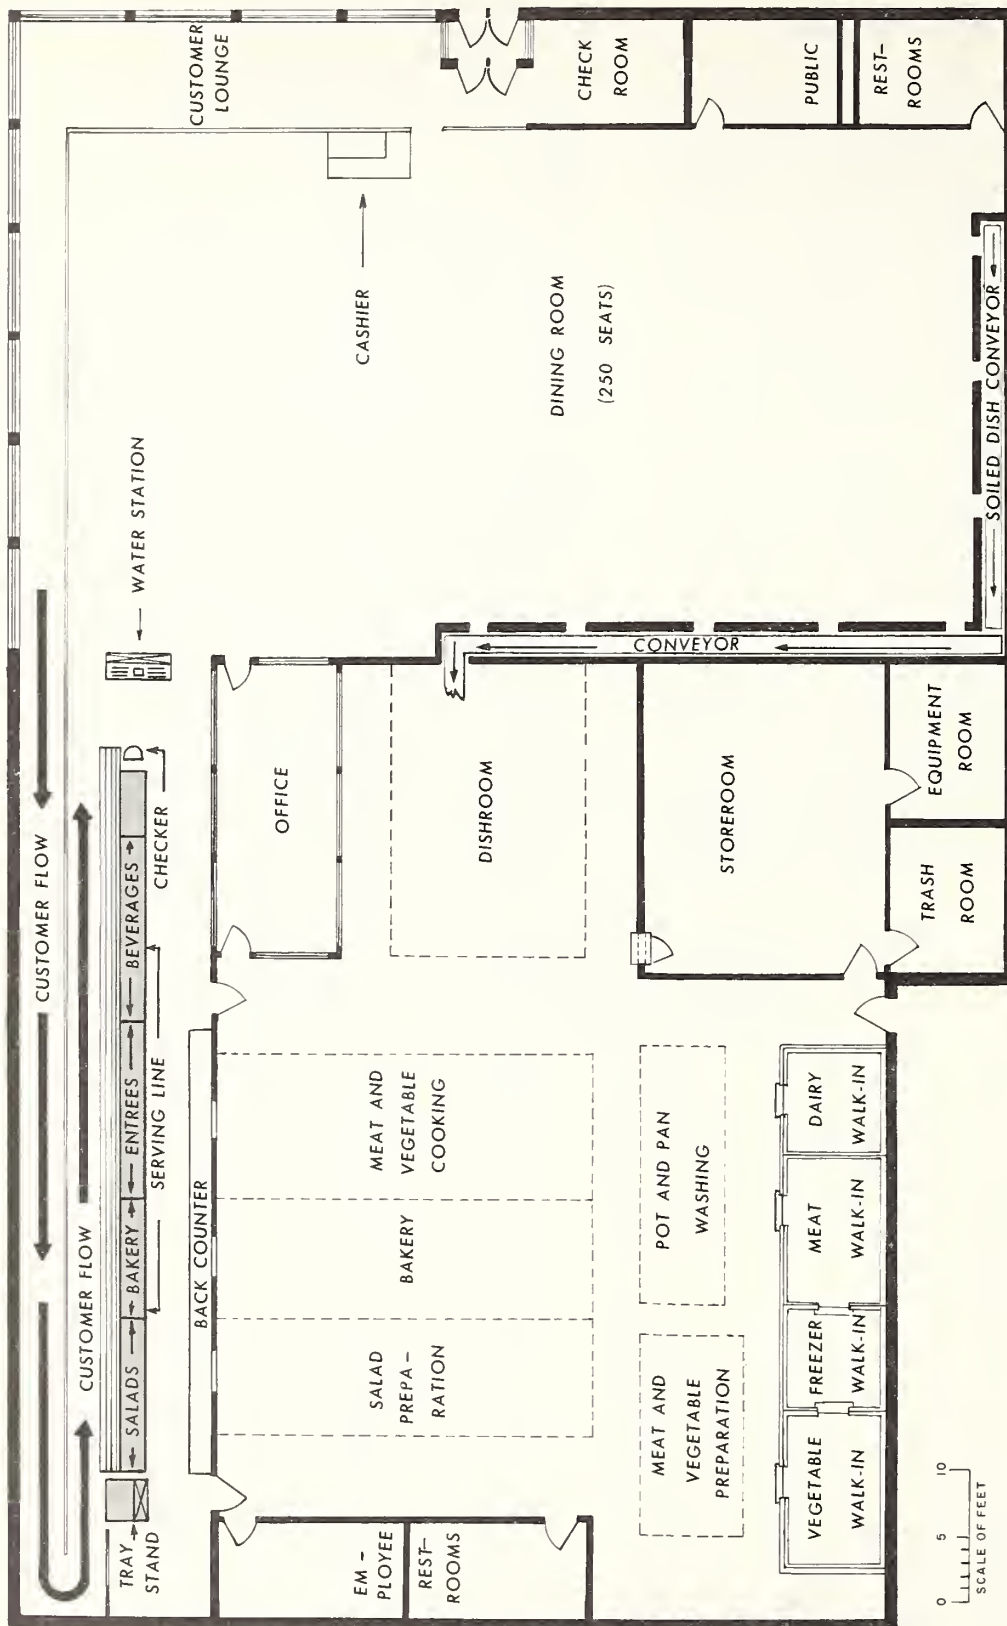 CUSTOMER FLOW
CUSTOMER FLOW
CUSTOMER
LOUNGE
TRAY
STAND
SALADS
BAKERY
ENTREES
BEVERAGES
SERVING LINE
CHECKER
WATER STATION
CASHIER
CHECK
ROOM
PUBLIC
REST-
ROOMS
DINING ROOM
(250 SEATS)
SOILED DISH CONVEYOR
CONVEYOR
BACK COUNTER
OFFICE
DISHROOM
STOREROOM
EQUIPMENT
ROOM
TRASH
ROOM
EM-
PLOYEE
REST-
ROOMS
SALAD
PREPA-
RATION
BAKERY
MEAT AND
VEGETABLE
COOKING
MEAT AND
VEGETABLE
PREPARATION
POT AND PAN
WASHING
VEGETABLE
WALK-IN
FREEZER
WALK-IN
MEAT
WALK-IN
DAIRY
WALK-IN
0 5 10
SCALE OF FEET